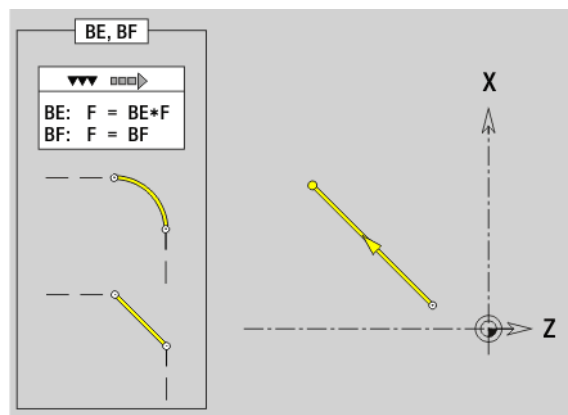 BE, BF
BE: F = BE*F
BF: F = BF
X
Z